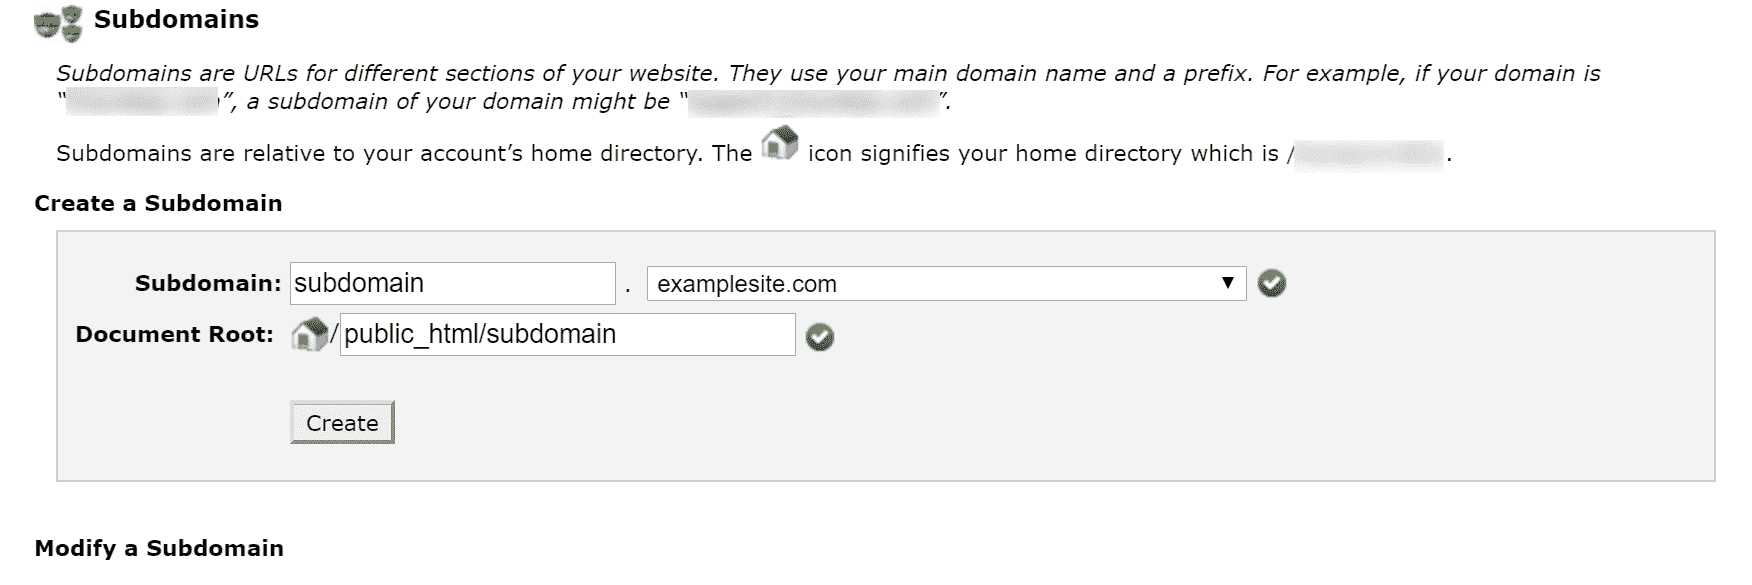 Subdomains
Subdomains are URLs for different sections of your website. They use your main domain name and a prefix. For example, if your domain is
“ ”, a subdomain of your domain might be “ ”.
Subdomains are relative to your account’s home directory. The icon signifies your home directory which is / .
Create a Subdomain
Subdomain: subdomain . examplesite.com
Document Root: / public_html/subdomain
Create
Modify a Subdomain